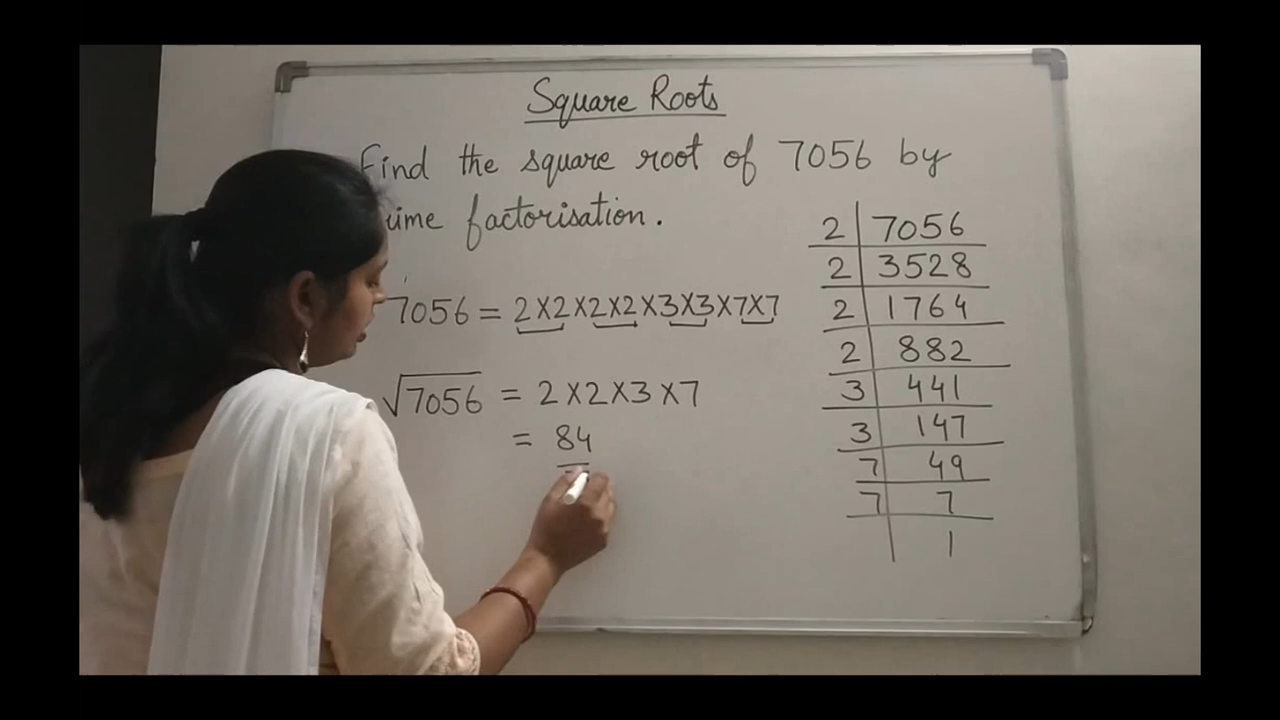 Square Roots
Find the square root of 7056 by
factorisation.
7056 = 2×2×2×2×3×3×7×7
√7056 = 2×2×3×7
= 84
2 | 7056
2 | 3528
2 | 1764
2 | 882
3 | 441
3 | 147
7 | 49
7 | 7
1